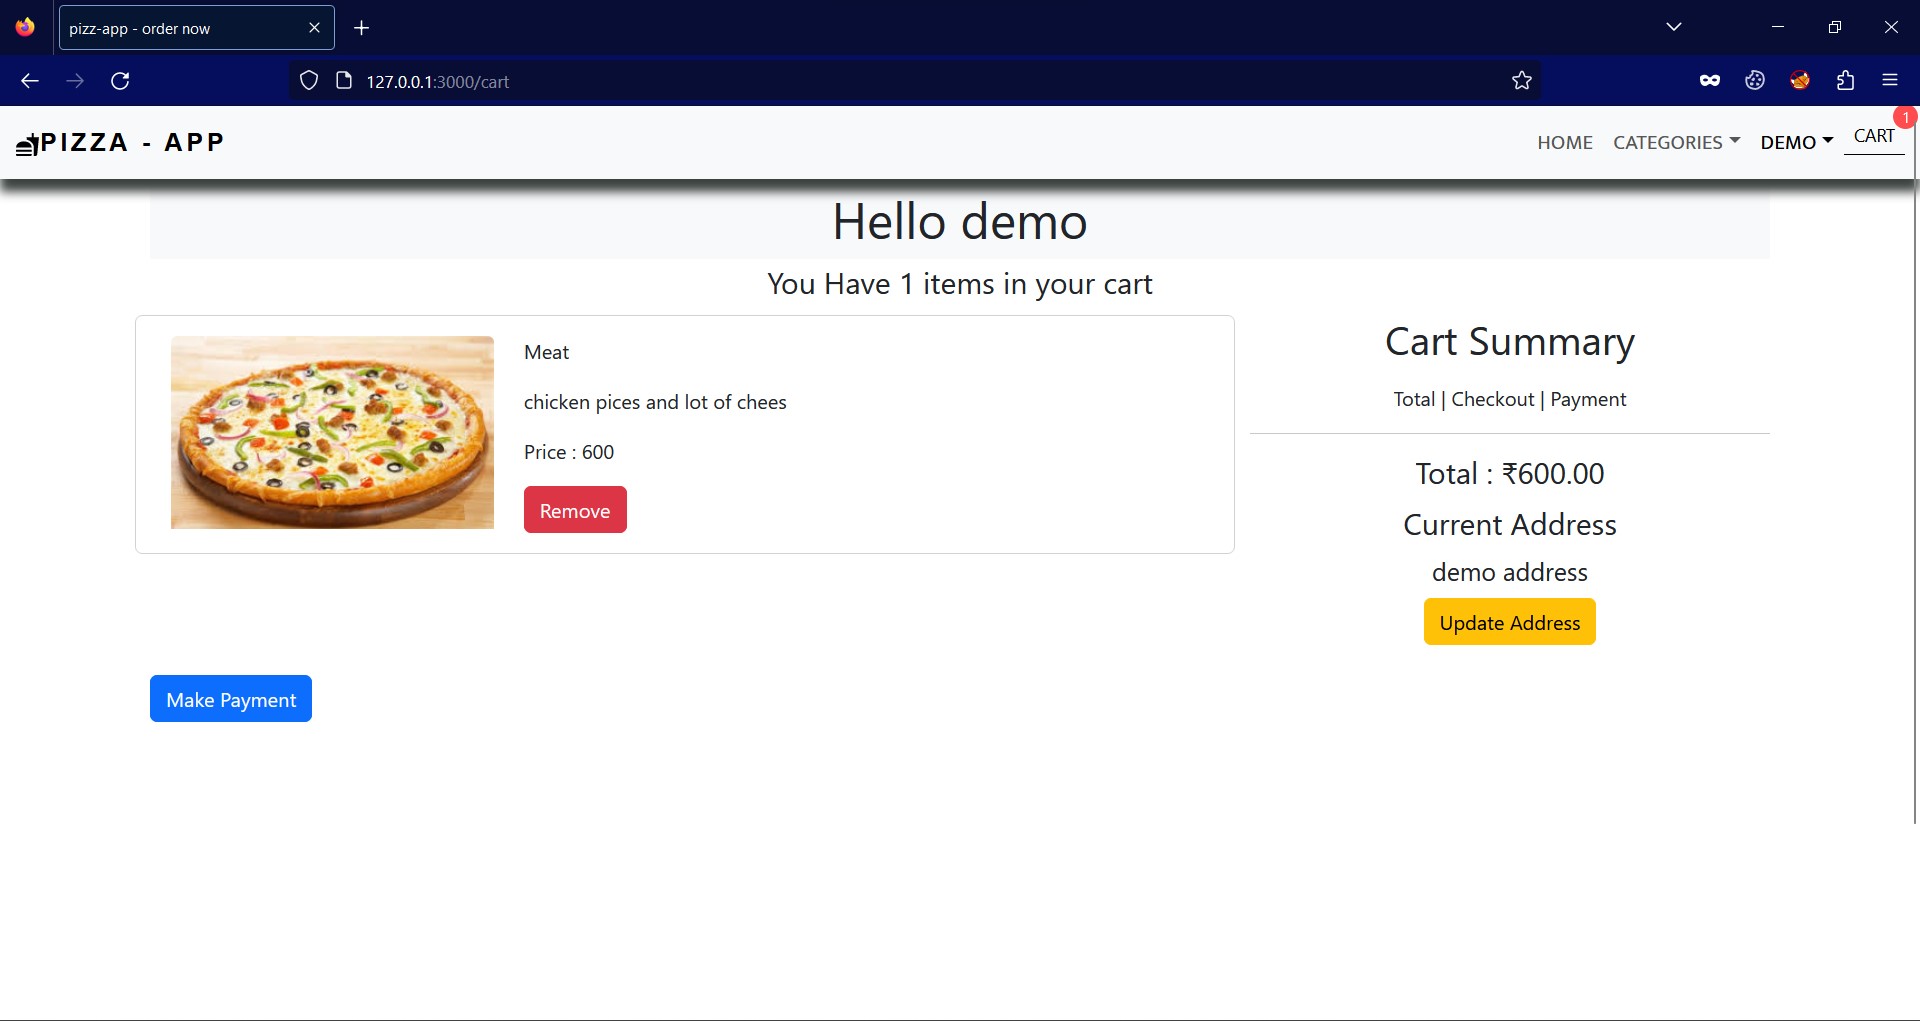 pizz-app - order now
127.0.0.1:3000/cart
PIZZA - APP
HOME CATEGORIES DEMO CART 1
Hello demo
You Have 1 items in your cart
Meat
chicken pices and lot of chees
Price : 600
Remove
Cart Summary
Total | Checkout | Payment
Total : ₹600.00
Current Address
demo address
Update Address
Make Payment